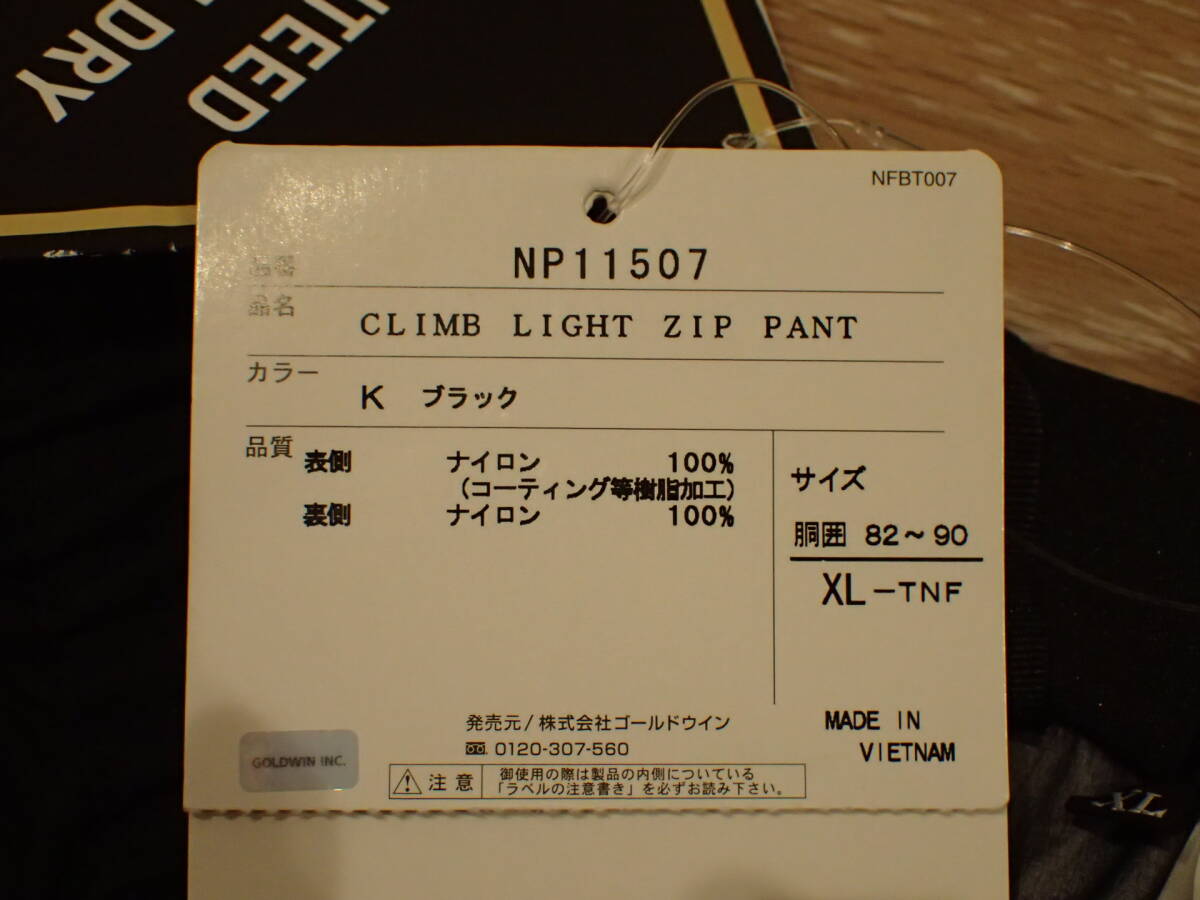 UNITED
DRY
NFBT007
品番
NP11507
品名
CLIMB LIGHT ZIP PANT
カラー
K ブラック
品質
表側 ナイロン 100%
(コーティング等樹脂加工)
裏側 ナイロン 100%
サイズ
胴囲 82～90
XL-TNF
発売元/株式会社ゴールドウイン
0120-307-560
MADE IN
VIETNAM
GOLDWIN INC.
注意
御使用の際は製品の内側についている
「ラベルの注意書き」を必ずお読み下さい。
XL